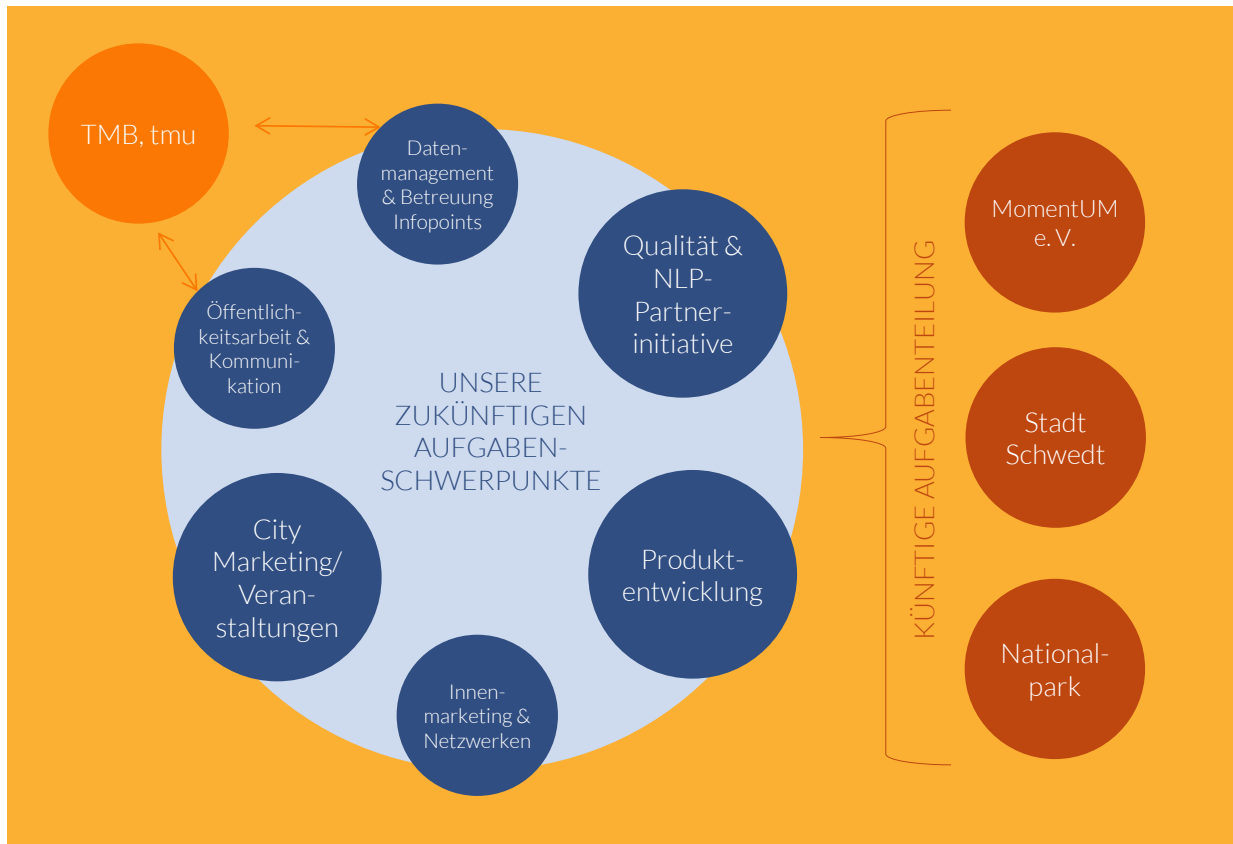 TMB, tmu
Daten-
management
& Betreuung
Infopoints
Qualität &
NLP-
Partner-
initiative
Öffentlich-
keitsarbeit &
Kommuni-
kation
UNSERE
ZUKÜNFTIGEN
AUFGABEN-
SCHWERPUNKTE
City
Marketing/
Veran-
staltungen
Produkt-
entwicklung
Innen-
marketing &
Netzwerken
KÜNFTIGE AUFGABENTEILUNG
MomentUM
e. V.
Stadt
Schwedt
National-
park